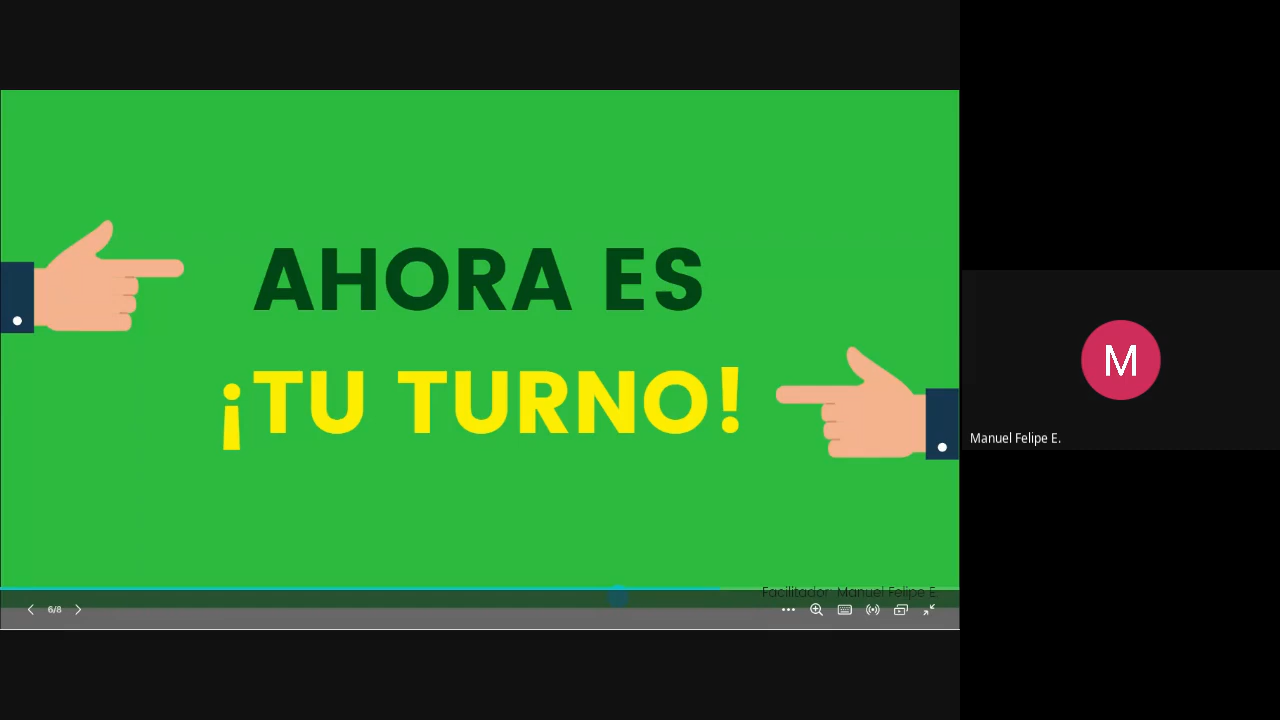 AHORA ES
¡TU TURNO!
Facilitador: Manuel Felipe E.
6/8
M
Manuel Felipe E.